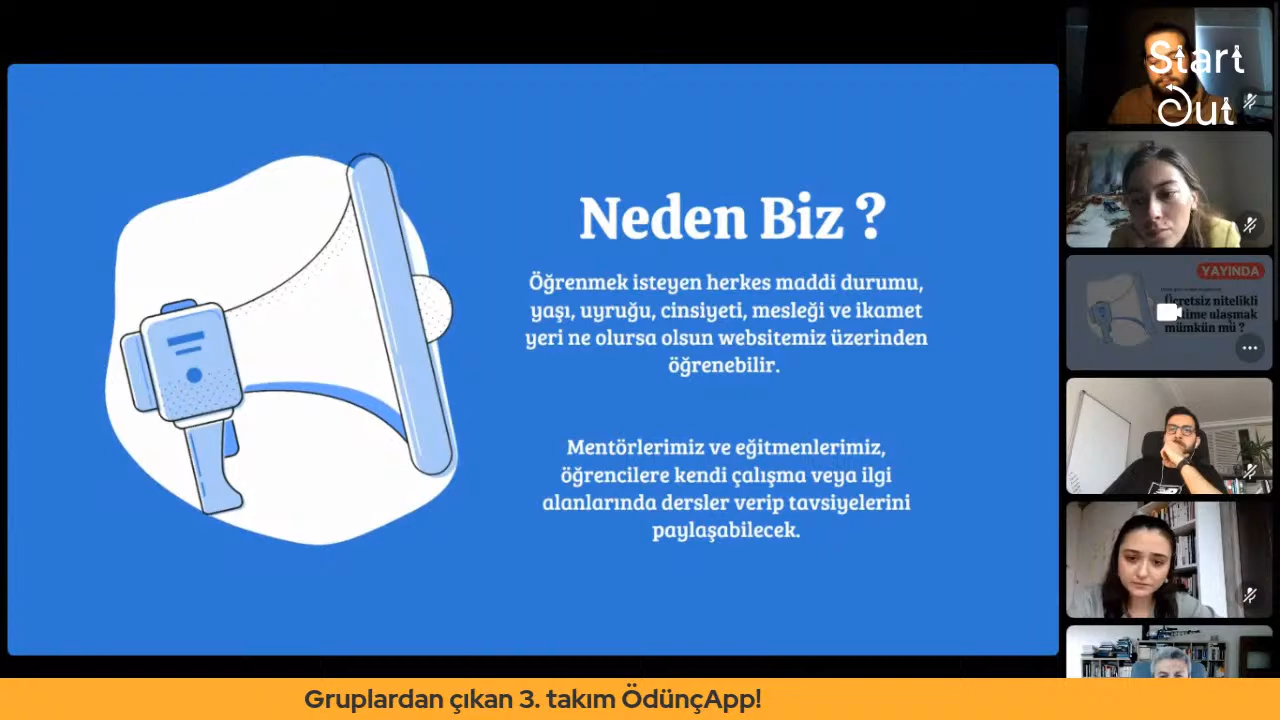 Neden Biz ?
Öğrenmek isteyen herkes maddi durumu,
yaşı, uyruğu, cinsiyeti, mesleği ve ikamet
yeri ne olursa olsun websitemiz üzerinden
öğrenebilir.
Mentörlerimiz ve eğitmenlerimiz,
öğrencilere kendi çalışma veya ilgi
alanlarında dersler verip tavsiyelerini
paylaşabilecek.
Start
Out
YAYINDA
Ücretsiz nitelikli
ulaşmak
mümkün mü ?
Gruplardan çıkan 3. takım ÖdünçApp!